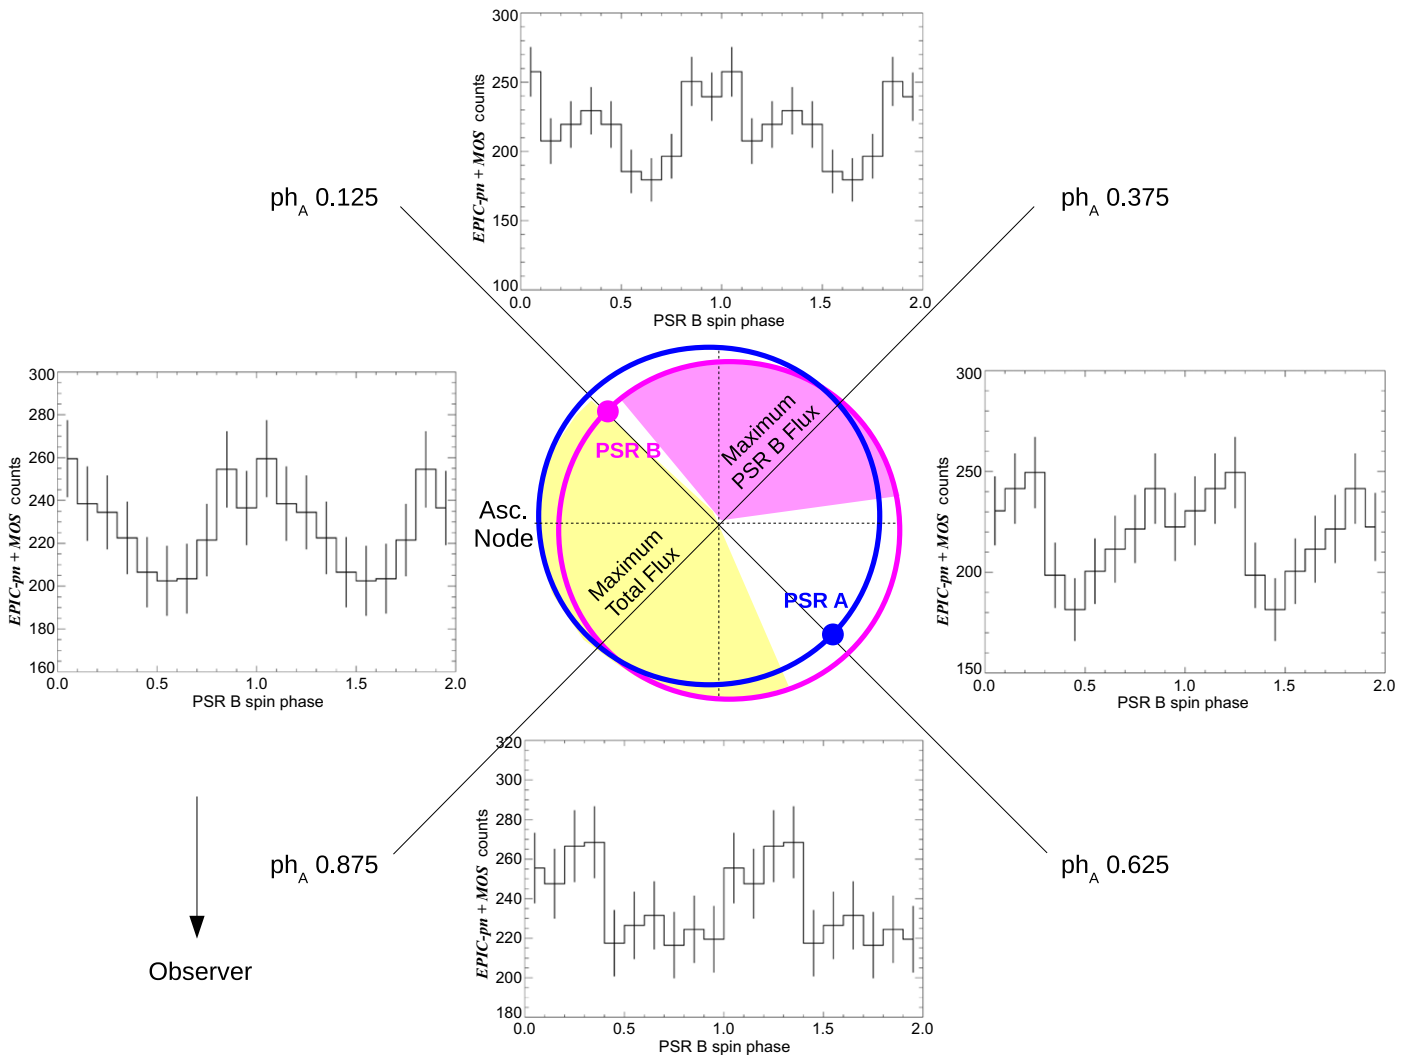 300
250
200
150
100
EPIC-pn + MOS counts
0.0 0.5 1.0 1.5 2.0
PSR B spin phase
ph_A 0.125
ph_A 0.375
300
280
260
240
220
200
180
160
EPIC-pn + MOS counts
0.0 0.5 1.0 1.5 2.0
PSR B spin phase
Maximum
PSR B Flux
PSR B
Asc.
Node
Maximum
Total Flux
PSR A
300
250
200
150
EPIC-pn + MOS counts
0.0 0.5 1.0 1.5 2.0
PSR B spin phase
320
300
280
260
240
220
200
180
EPIC-pn + MOS counts
0.0 0.5 1.0 1.5 2.0
PSR B spin phase
ph_A 0.875
ph_A 0.625
Observer